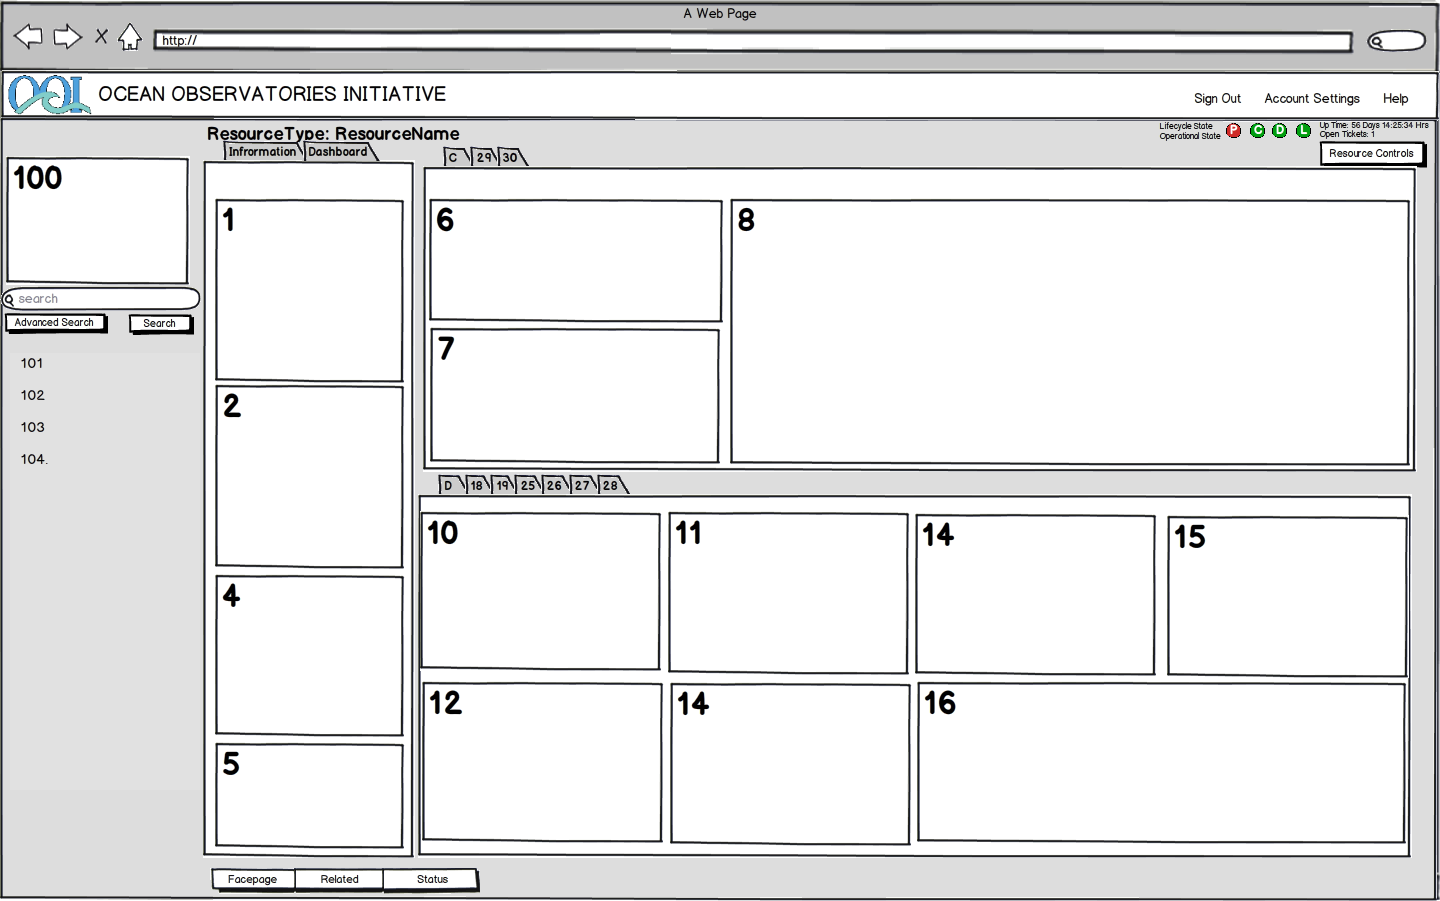 A Web Page
http://
OOI OCEAN OBSERVATORIES INITIATIVE
Sign Out Account Settings Help
ResourceType: ResourceName
Lifecycle State
Operational State
P C D L
Up Time: 56 Days 14:25:34 Hrs
Open Tickets: 1
Resource Controls
Infrormation Dashboard
C 29 30
100
search
Advanced Search Search
101
102
103
104.
1
2
4
5
6
7
8
D 18 19 25 26 27 28
10 11 14 15
12 14 16
Facepage Related Status